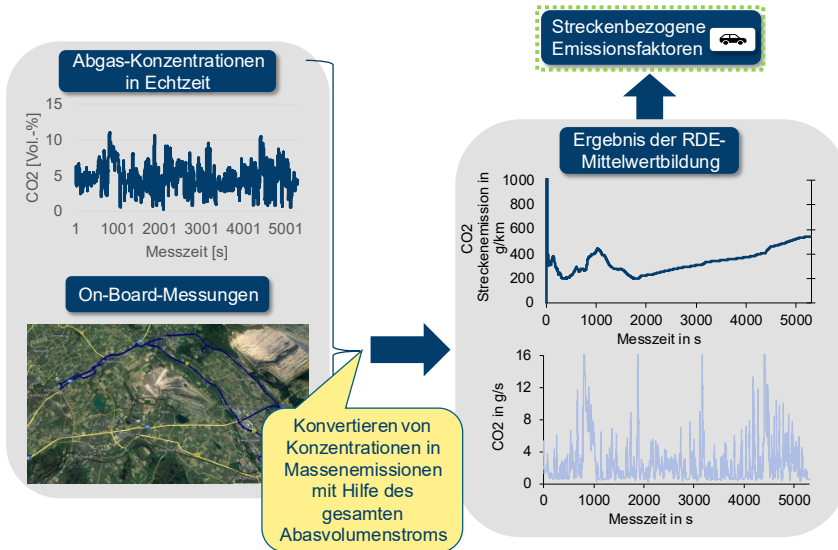 Abgas-Konzentrationen
in Echtzeit
CO2 [Vol.-%]
15
10
5
0
1
1001
2001
3001
4001
5001
Messzeit [s]
On-Board-Messungen
Konvertieren von
Konzentrationen in
Massenemissionen
mit Hilfe des
gesamten
Abasvolumenstroms
Streckenbezogene
Emissionsfaktoren
Ergebnis der RDE-
Mittelwertbildung
CO2
Streckenemission in
g/km
1000
800
600
400
200
0
0
1000
2000
3000
4000
5000
Messzeit in s
CO2 in g/s
16
12
8
4
0
0
1000
2000
3000
4000
5000
Messzeit in s